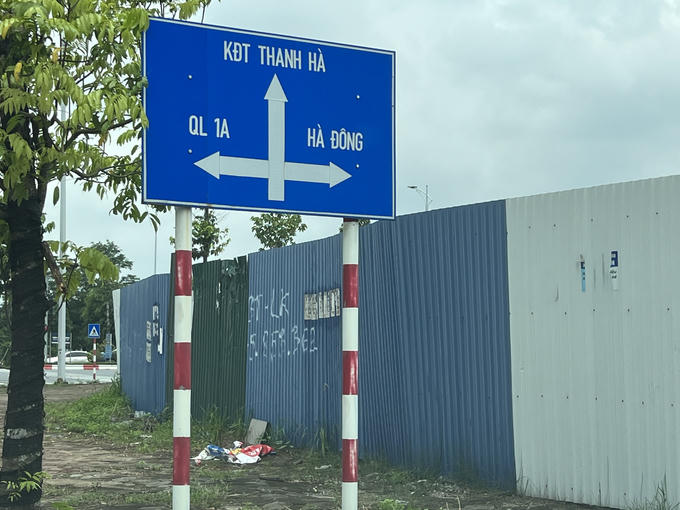 KĐT THANH HÀ
QL 1A
HÀ ĐÔNG